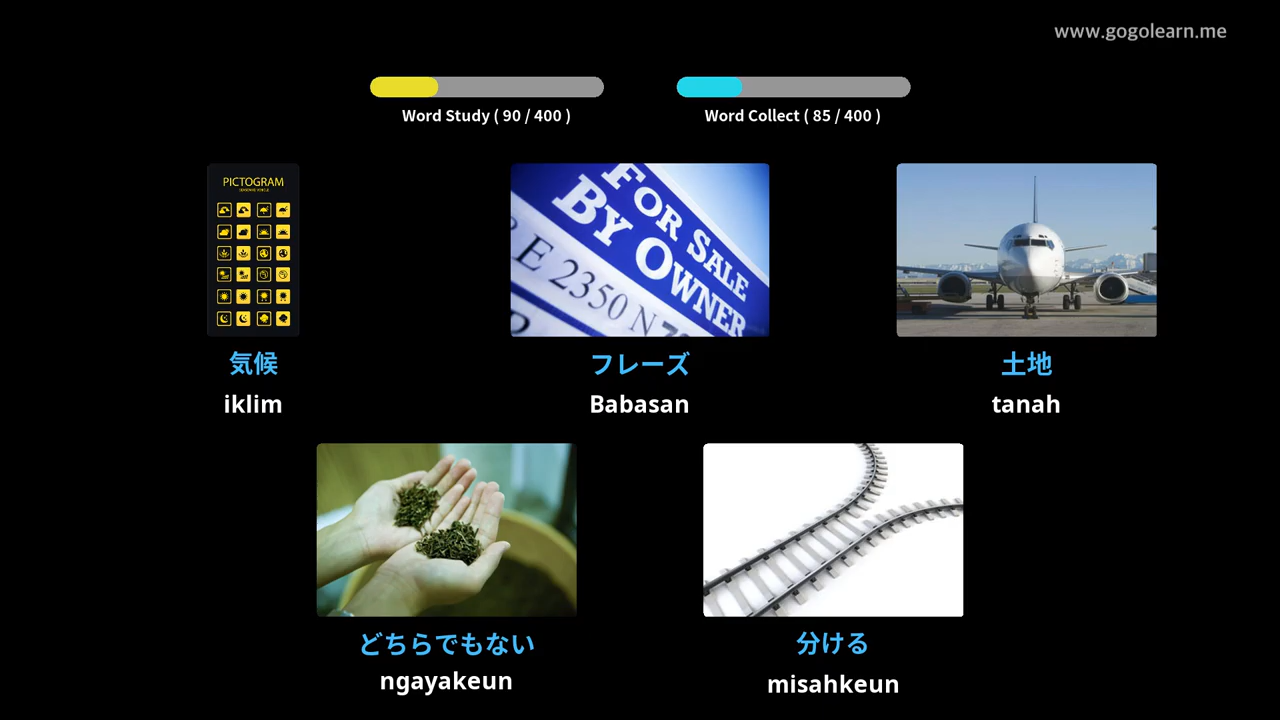 www.gogolearn.me
Word Study ( 90 / 400 )
Word Collect ( 85 / 400 )
PICTOGRAM
FOR SALE
BY OWNER
E 2350 N
気候
iklim
フレーズ
Babasan
土地
tanah
どちらでもない
ngayakeun
分ける
misahkeun